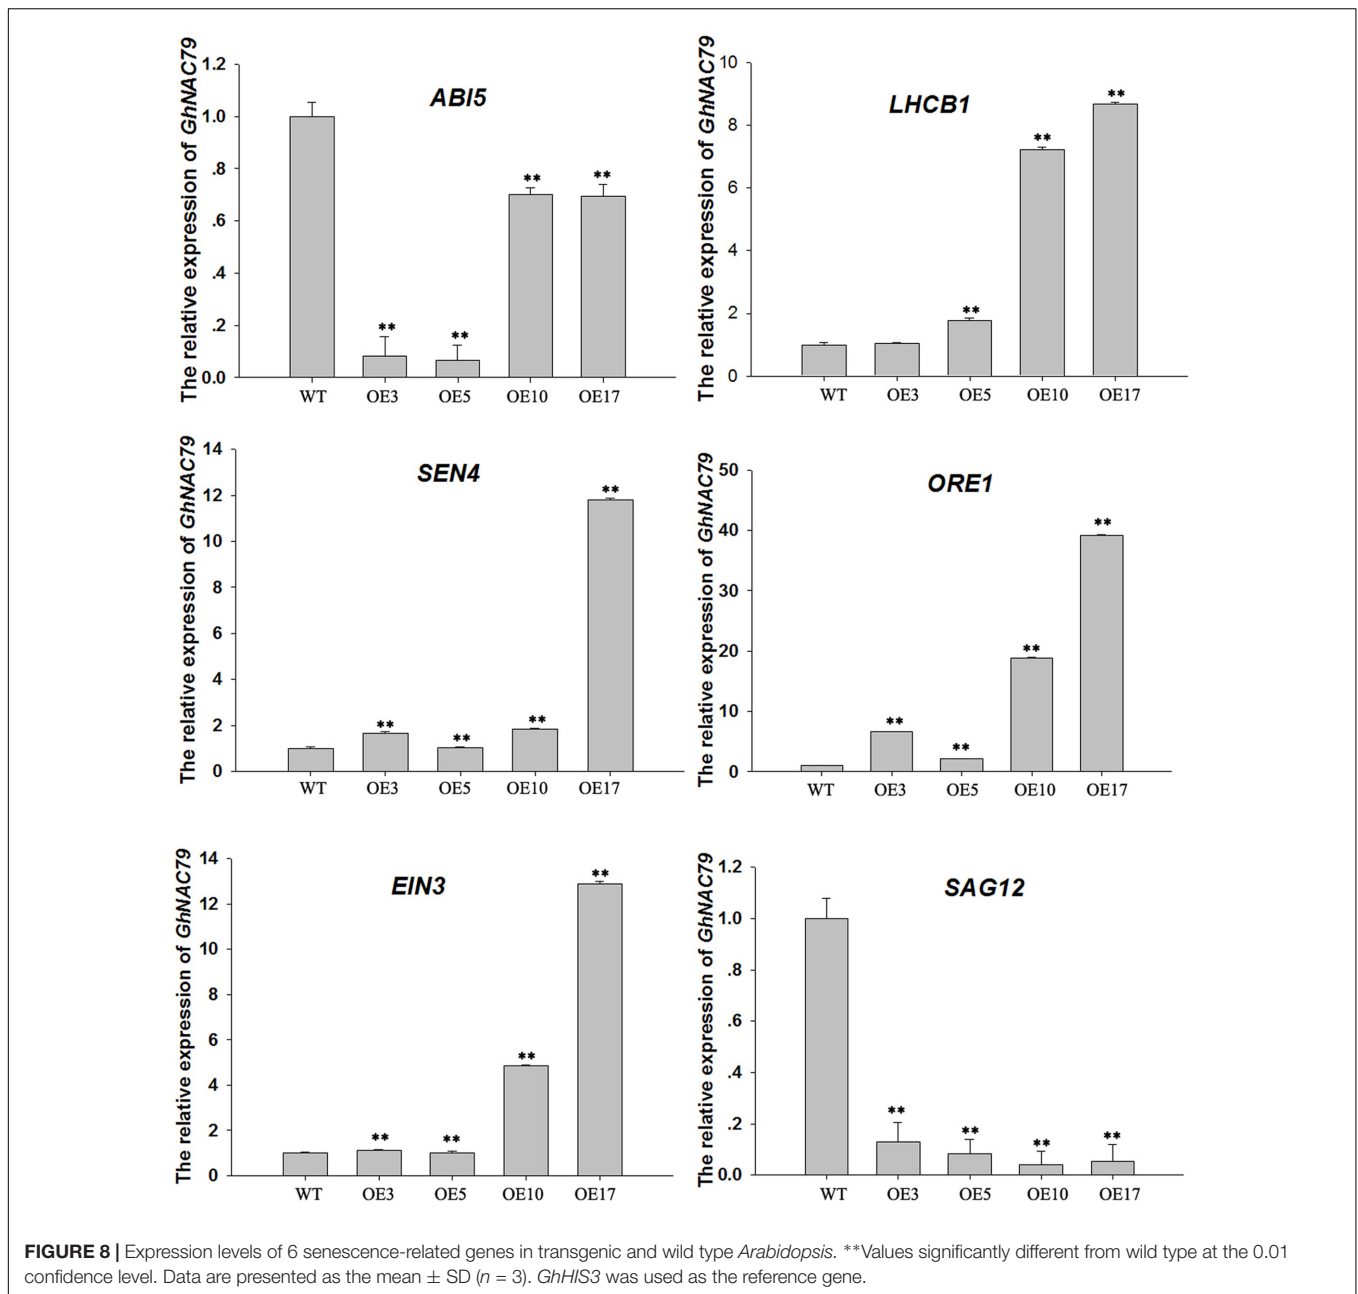 The relative expression of GhNAC79
ABI5
1.2
1.0
.8
.6
.4
.2
0.0
** ** ** **
WT OE3 OE5 OE10 OE17
The relative expression of GhNAC79
LHCB1
10
8
6
4
2
0
** ** **
WT OE3 OE5 OE10 OE17
The relative expression of GhNAC79
SEN4
14
12
10
8
6
4
2
0
** ** ** **
WT OE3 OE5 OE10 OE17
The relative expression of GhNAC79
ORE1
50
40
30
20
10
0
** ** ** **
WT OE3 OE5 OE10 OE17
The relative expression of GhNAC79
EIN3
14
12
10
8
6
4
2
0
** ** ** **
WT OE3 OE5 OE10 OE17
The relative expression of GhNAC79
SAG12
1.2
1.0
.8
.6
.4
.2
0.0
** ** ** **
WT OE3 OE5 OE10 OE17
FIGURE 8 | Expression levels of 6 senescence-related genes in transgenic and wild type Arabidopsis. **Values significantly different from wild type at the 0.01
confidence level. Data are presented as the mean ± SD (n = 3). GhHIS3 was used as the reference gene.